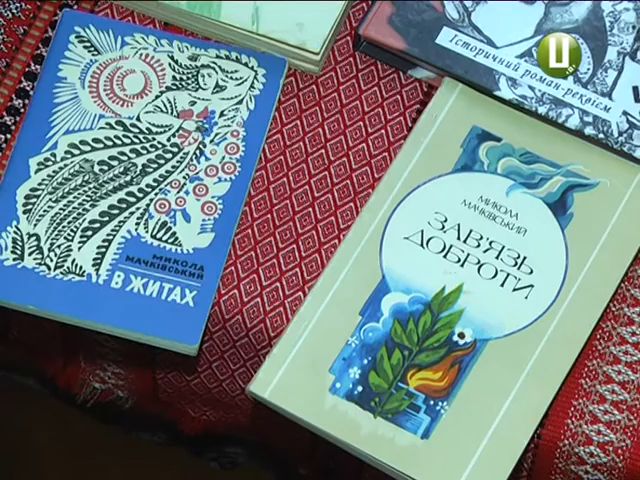 Історичний роман-реквієм
Ц
МИКОЛА
МАЧКІВСЬКИЙ
В ЖИТАХ
МИКОЛА
МАЧКІВСЬКИЙ
ЗАВ'ЯЗЬ
ДОБРОТИ